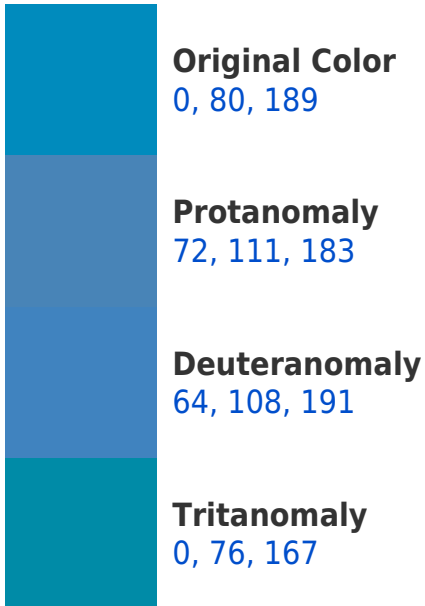 Original Color
0, 80, 189
Protanomaly
72, 111, 183
Deuteranomaly
64, 108, 191
Tritanomaly
0, 76, 167